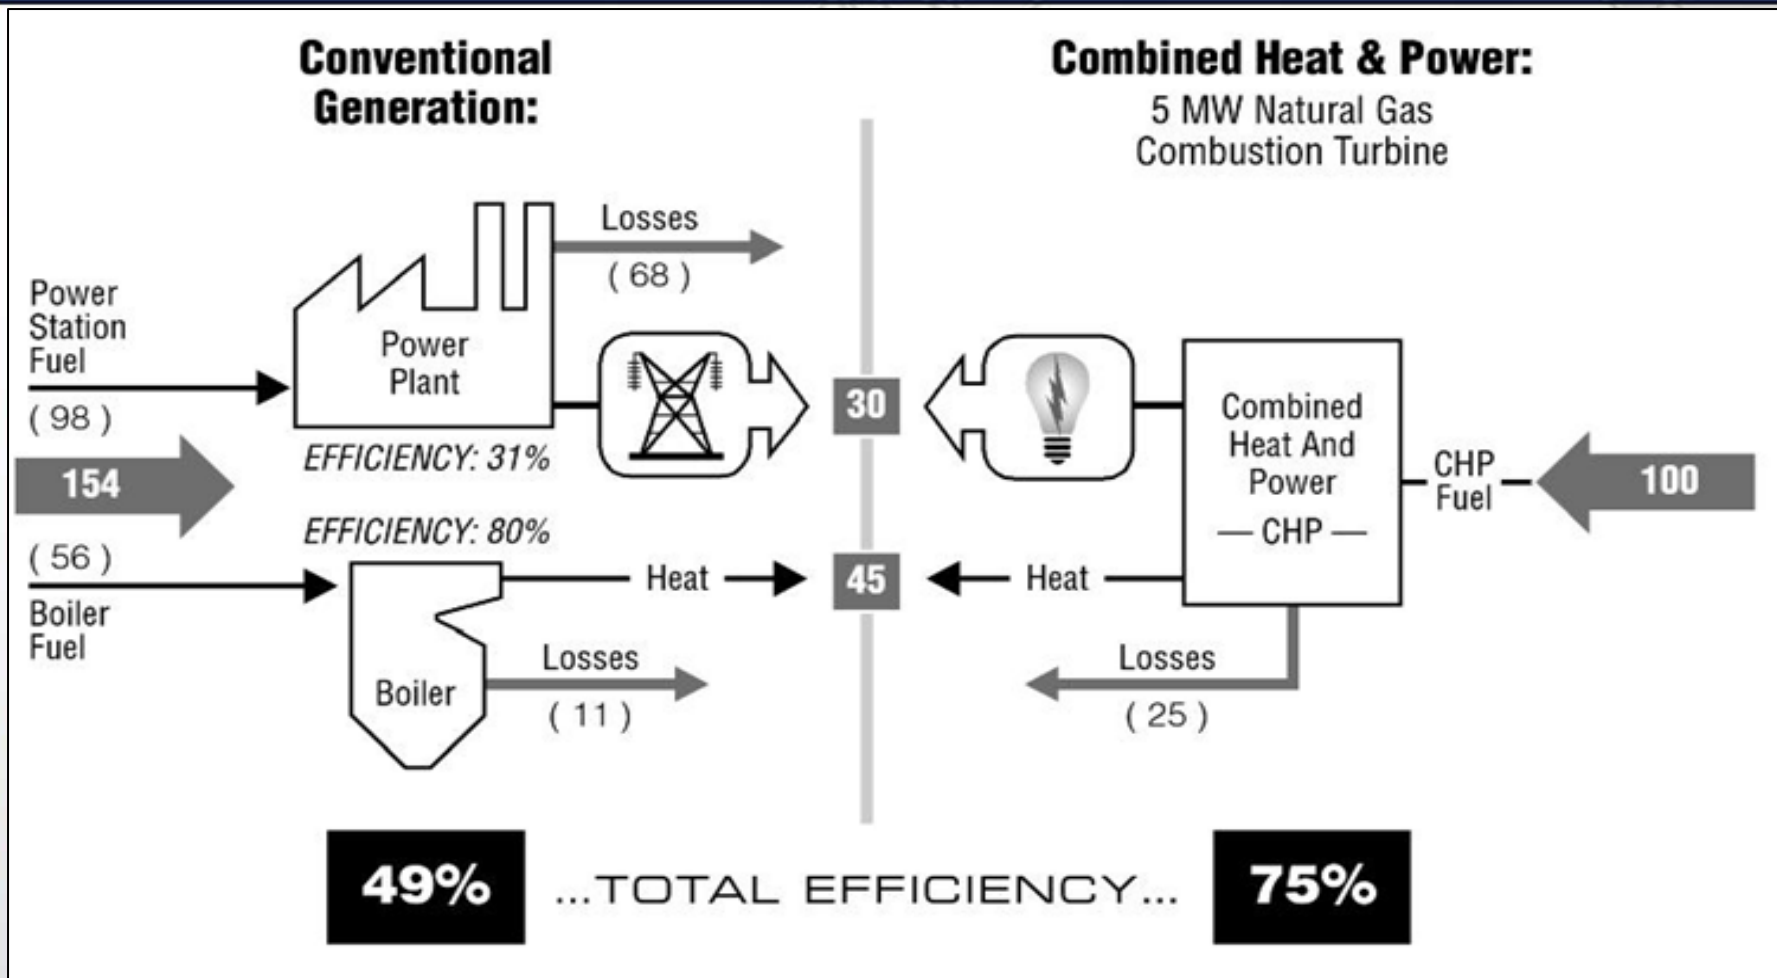 Conventional
Generation:
Combined Heat & Power:
5 MW Natural Gas
Combustion Turbine
Losses
( 68 )
Power
Station
Fuel
( 98 )
Power
Plant
EFFICIENCY: 31%
154
EFFICIENCY: 80%
( 56 )
Boiler
Fuel
Heat
Boiler
Losses
( 11 )
30
45
Combined
Heat And
Power
— CHP —
CHP
Fuel
100
Heat
Losses
( 25 )
49%
...TOTAL EFFICIENCY...
75%